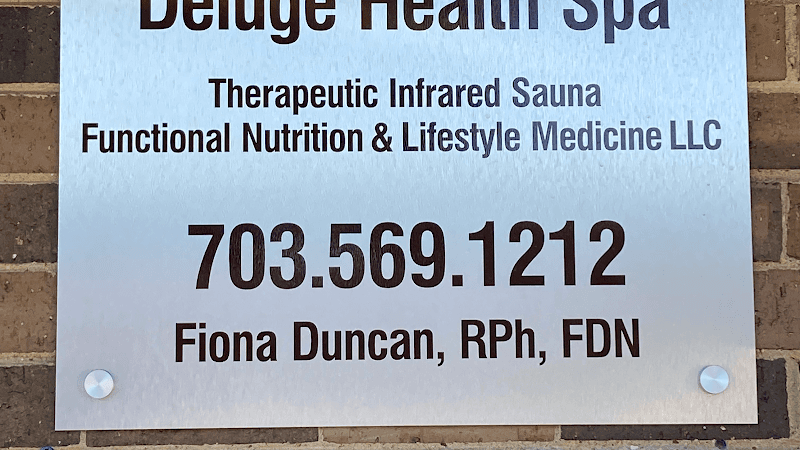 Deluge Health Spa
Therapeutic Infrared Sauna
Functional Nutrition & Lifestyle Medicine LLC
703.569.1212
Fiona Duncan, RPh, FDN